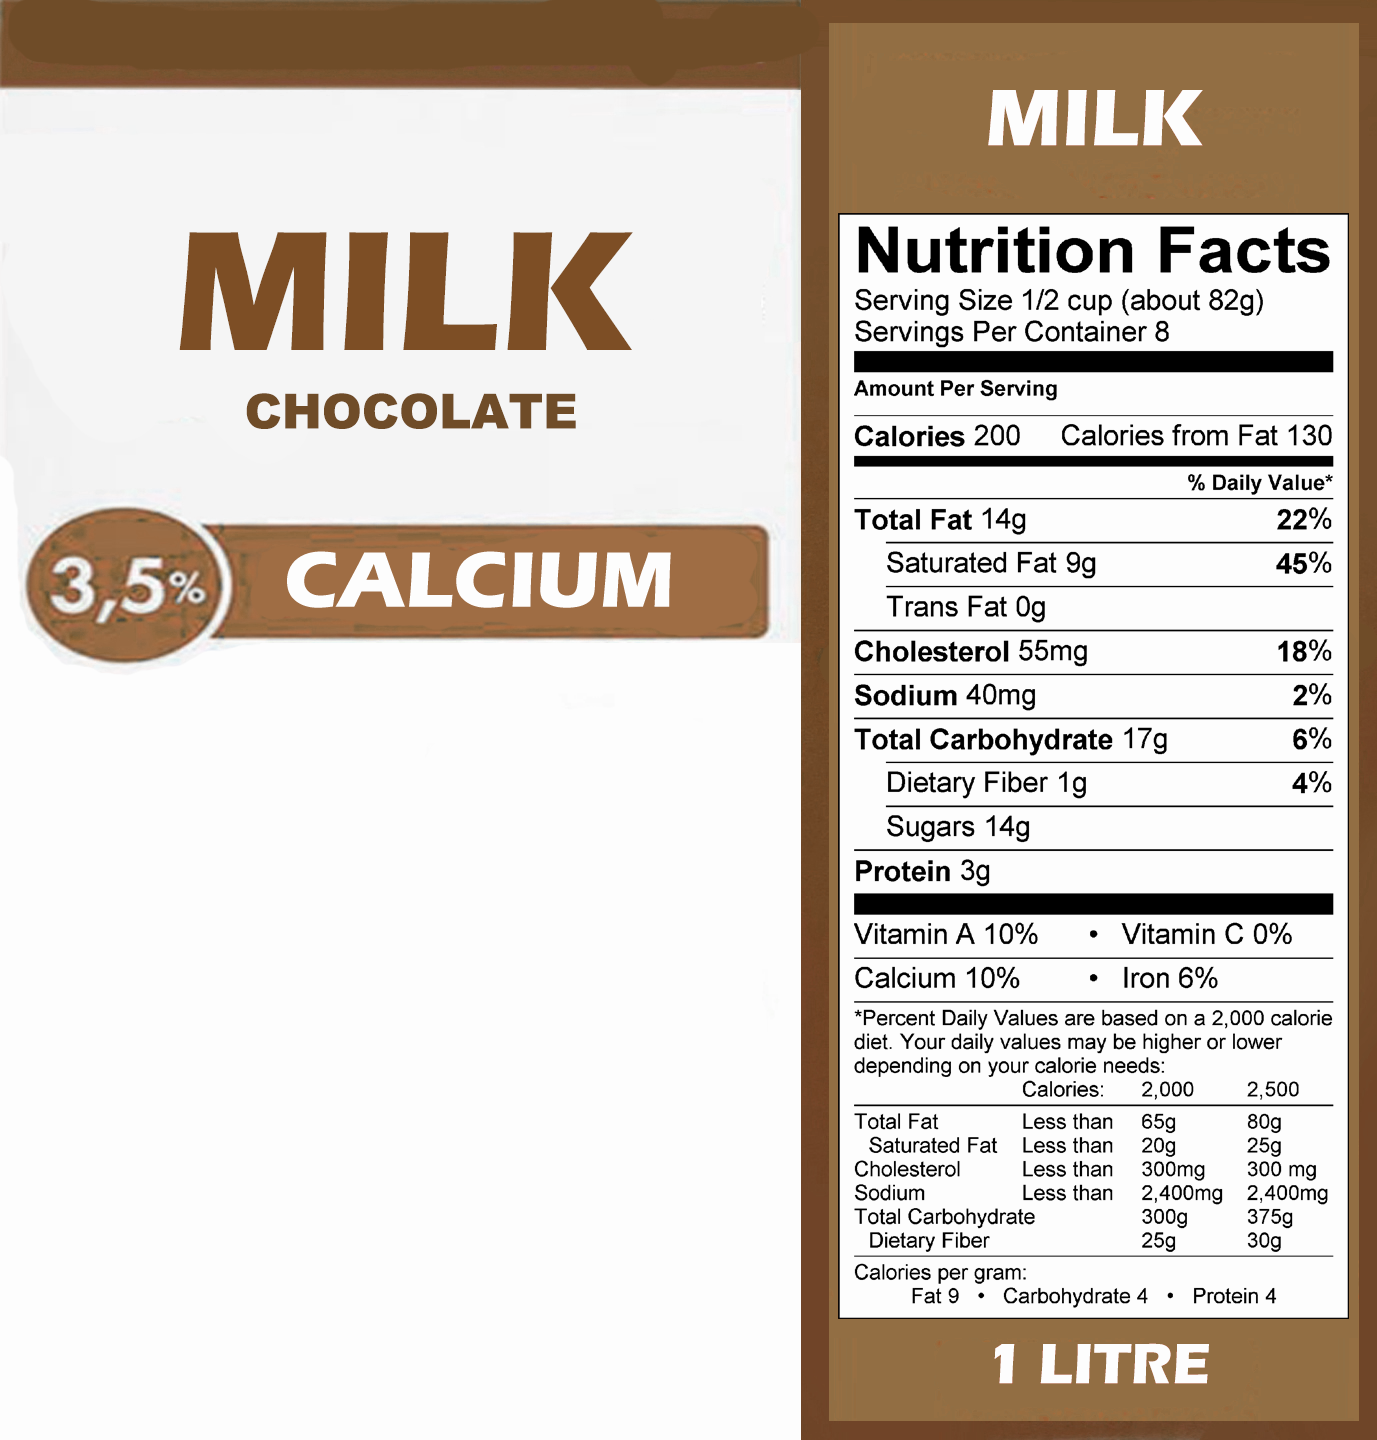 MILK
CHOCOLATE
3,5%
CALCIUM
MILK
Nutrition Facts
Serving Size 1/2 cup (about 82g)
Servings Per Container 8
Amount Per Serving
Calories 200 Calories from Fat 130
% Daily Value*
Total Fat 14g 22%
Saturated Fat 9g 45%
Trans Fat 0g
Cholesterol 55mg 18%
Sodium 40mg 2%
Total Carbohydrate 17g 6%
Dietary Fiber 1g 4%
Sugars 14g
Protein 3g
Vitamin A 10% • Vitamin C 0%
Calcium 10% • Iron 6%
*Percent Daily Values are based on a 2,000 calorie
diet. Your daily values may be higher or lower
depending on your calorie needs:
Calories: 2,000 2,500
Total Fat Less than 65g 80g
Saturated Fat Less than 20g 25g
Cholesterol Less than 300mg 300 mg
Sodium Less than 2,400mg 2,400mg
Total Carbohydrate 300g 375g
Dietary Fiber 25g 30g
Calories per gram:
Fat 9 • Carbohydrate 4 • Protein 4
1 LITRE